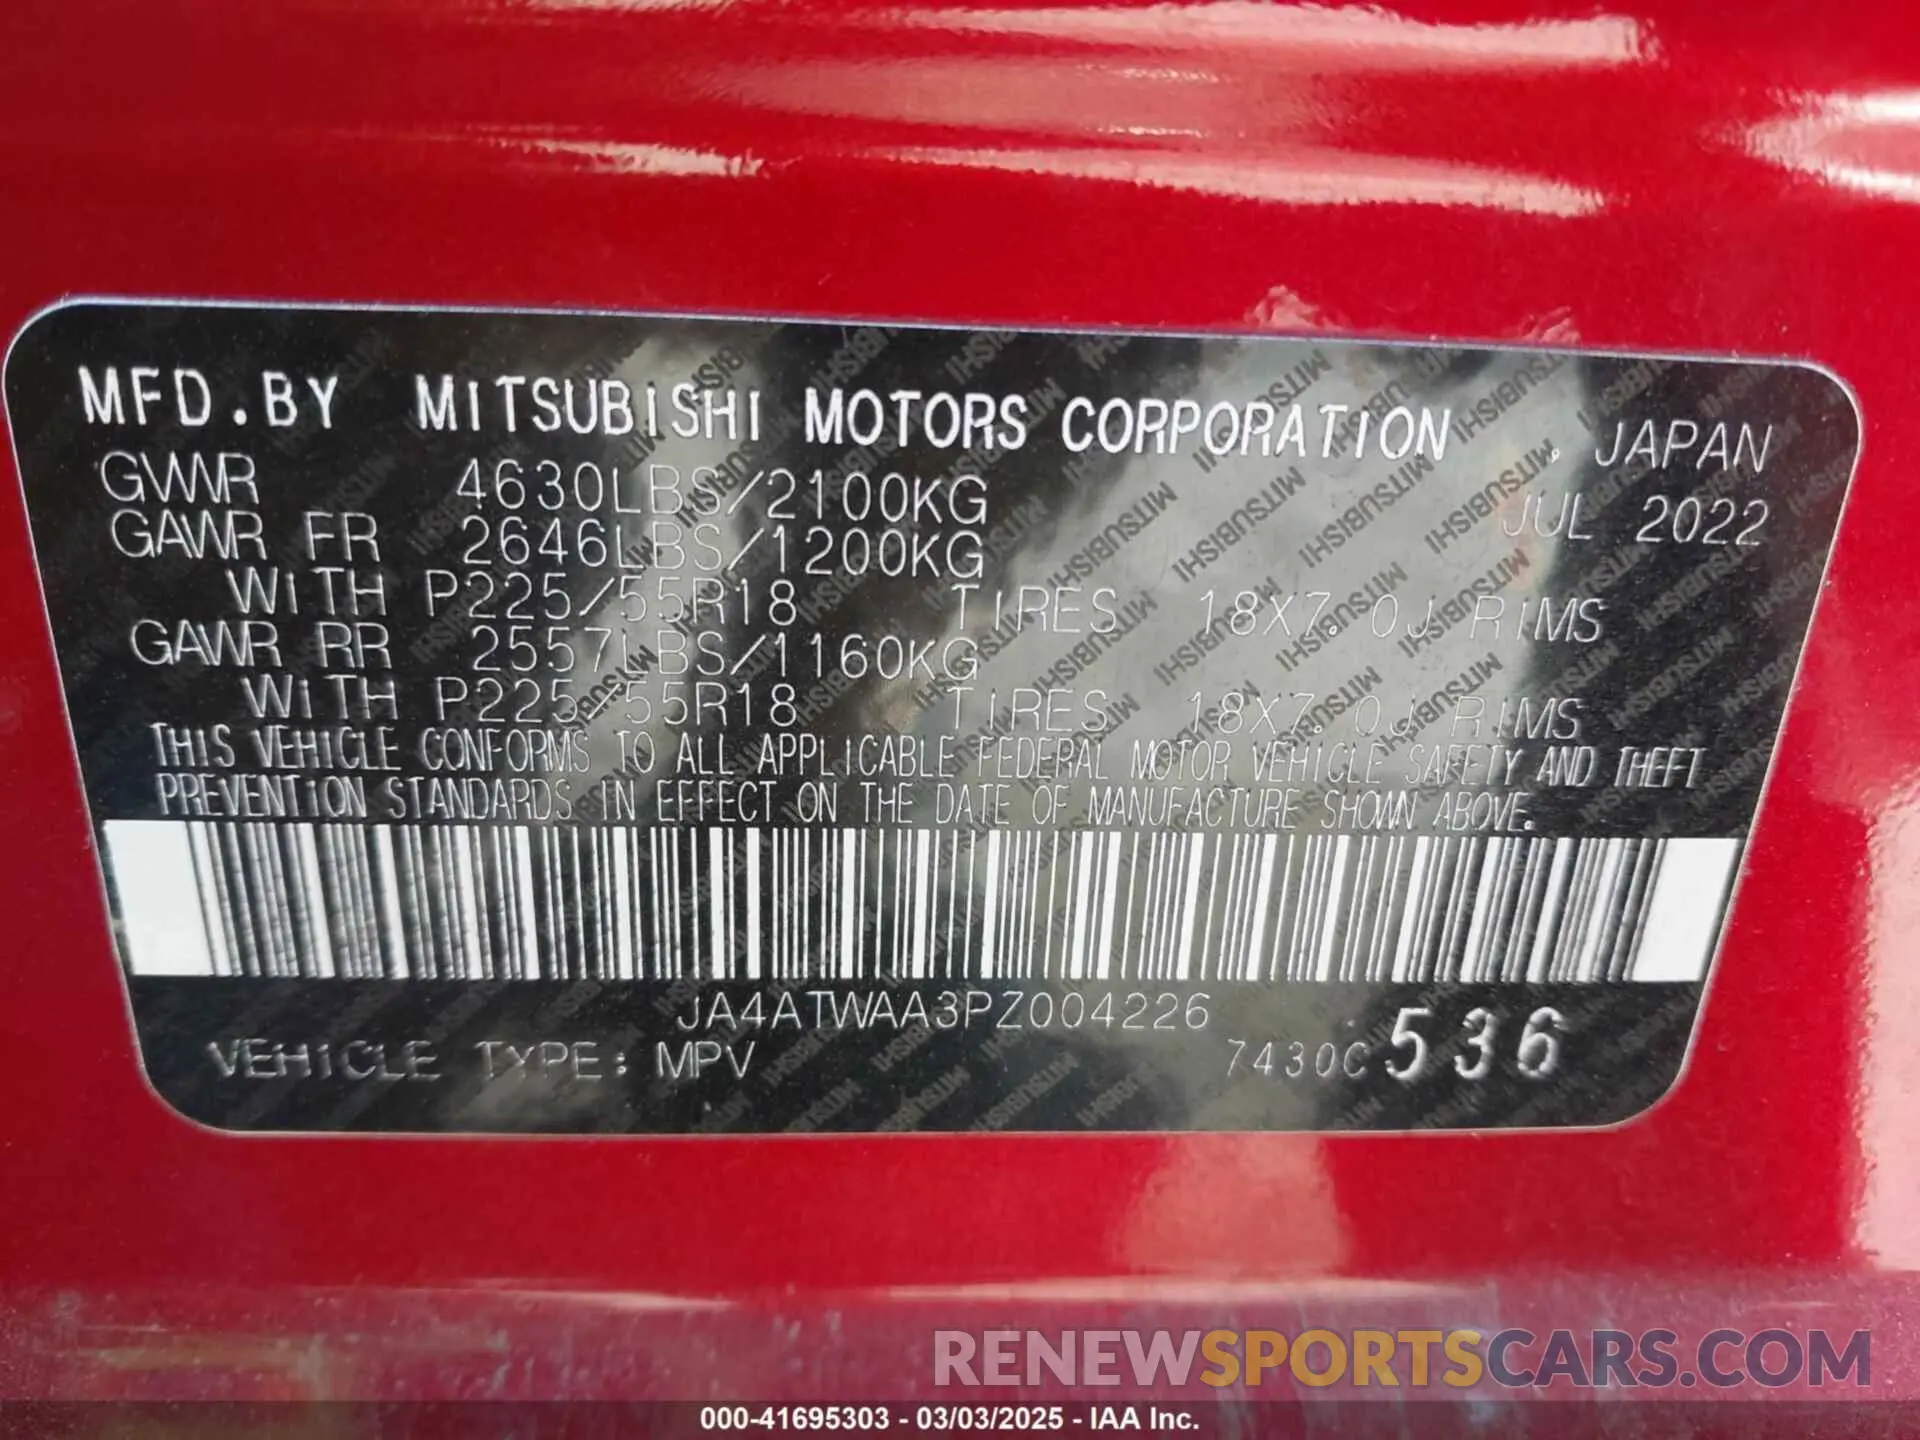 MFD.BY MITSUBISHI MOTORS CORPORATION , JAPAN
GVWR 4630LBS/2100KG JUL 2022
GAWR FR 2646LBS/1200KG
WITH P225/55R18 TIRES 18X7.0J RIMS
GAWR RR 2557LBS/1160KG
WITH P225/55R18 TIRES 18X7.0J RIMS
THIS VEHICLE CONFORMS TO ALL APPLICABLE FEDERAL MOTOR VEHICLE SAFETY AND THEFT
PREVENTION STANDARDS IN EFFECT ON THE DATE OF MANUFACTURE SHOWN ABOVE.
JA4ATWAA3PZ004226
VEHICLE TYPE: MPV 7430C 536
RENEWSPORTSCARS.COM
000-41695303 - 03/03/2025 - IAA Inc.